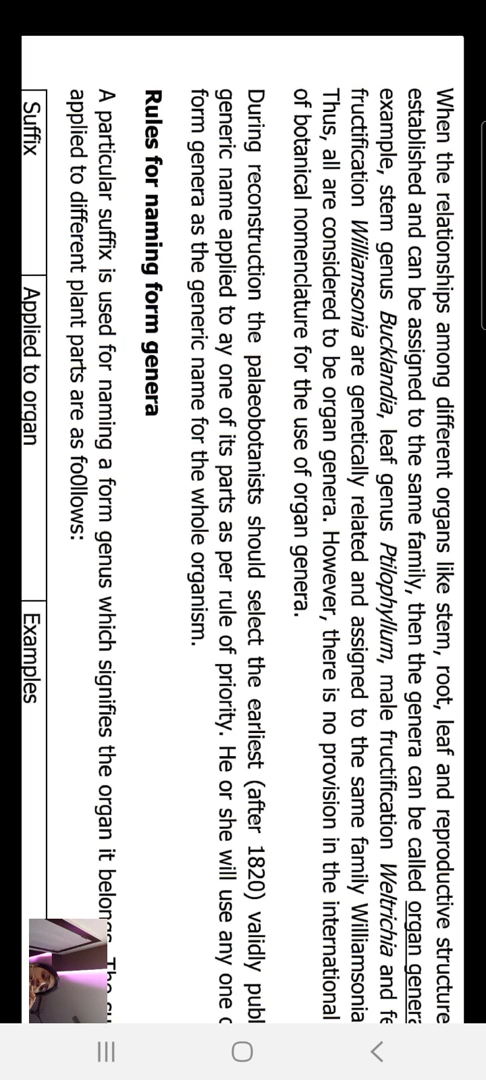 When the relationships among different organs like stem, root, leaf and reproductive structure
established and can be assigned to the same family, then the genera can be called organ genera
example, stem genus Bucklandia, leaf genus Ptilophyllum, male fructification Weltrichia and fe
fructification Williamsonia are genetically related and assigned to the same family Williamsonia
Thus, all are considered to be organ genera. However, there is no provision in the international
of botanical nomenclature for the use of organ genera.
During reconstruction the palaeobotanists should select the earliest (after 1820) validly publ
generic name applied to ay one of its parts as per rule of priority. He or she will use any one o
form genera as the generic name for the whole organism.
Rules for naming form genera
A particular suffix is used for naming a form genus which signifies the organ it belongs. The su
applied to different plant parts are as fo0llows:
Suffix Applied to organ Examples